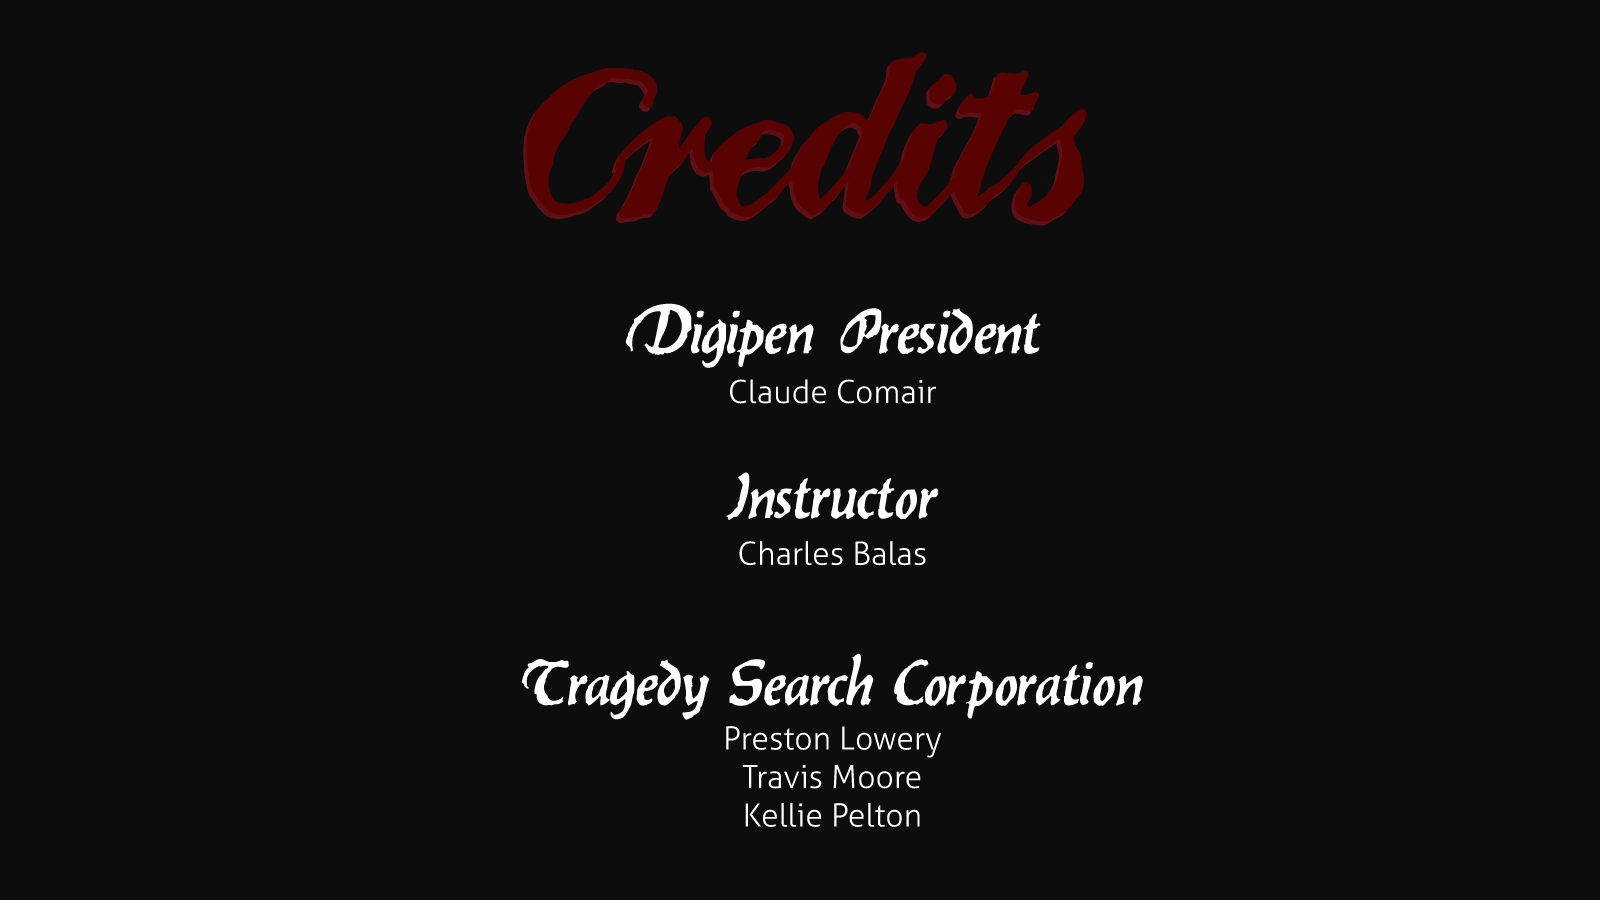 Credits
Digipen President
Claude Comair
Instructor
Charles Balas
Tragedy Search Corporation
Preston Lowery
Travis Moore
Kellie Pelton